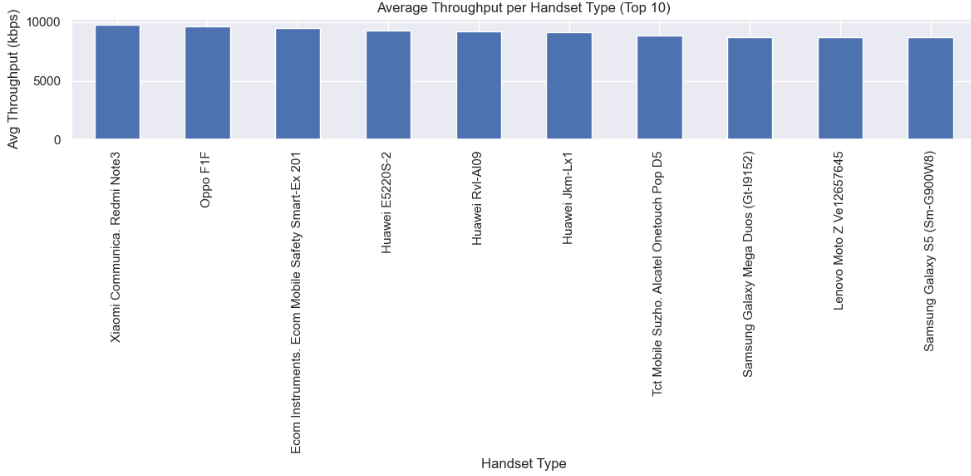 Average Throughput per Handset Type (Top 10)
Avg Throughput (kbps)
10000
5000
0
Xiaomi Communica. Redmi Note3
Oppo F1F
Ecom Instruments. Ecom Mobile Safety Smart-Ex 201
Huawei E5220S-2
Huawei Rvl-Al09
Huawei Jkm-Lx1
Tct Mobile Suzho. Alcatel Onetouch Pop D5
Samsung Galaxy Mega Duos (Gt-I9152)
Lenovo Moto Z Ve12657645
Samsung Galaxy S5 (Sm-G900W8)
Handset Type